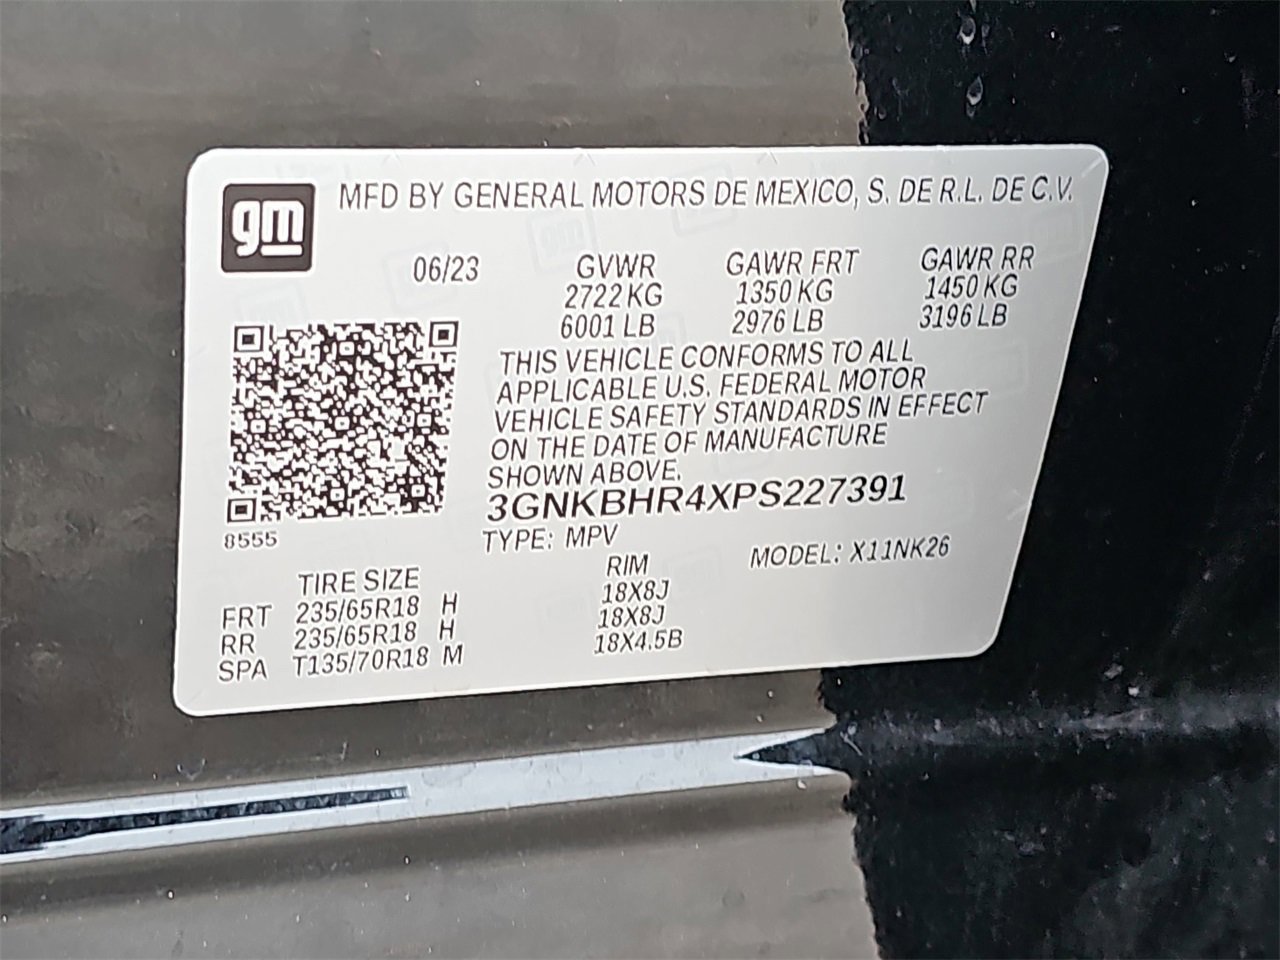 gm
MFD BY GENERAL MOTORS DE MEXICO, S. DE R.L. DE C.V.
06/23 GVWR GAWR FRT GAWR RR
2722 KG 1350 KG 1450 KG
6001 LB 2976 LB 3196 LB
THIS VEHICLE CONFORMS TO ALL
APPLICABLE U.S. FEDERAL MOTOR
VEHICLE SAFETY STANDARDS IN EFFECT
ON THE DATE OF MANUFACTURE
SHOWN ABOVE.
3GNKBHR4XPS227391
8555
TYPE: MPV MODEL: X11NK26
TIRE SIZE RIM
FRT 235/65R18 H 18X8J
RR 235/65R18 H 18X8J
SPA T135/70R18 M 18X4.5B